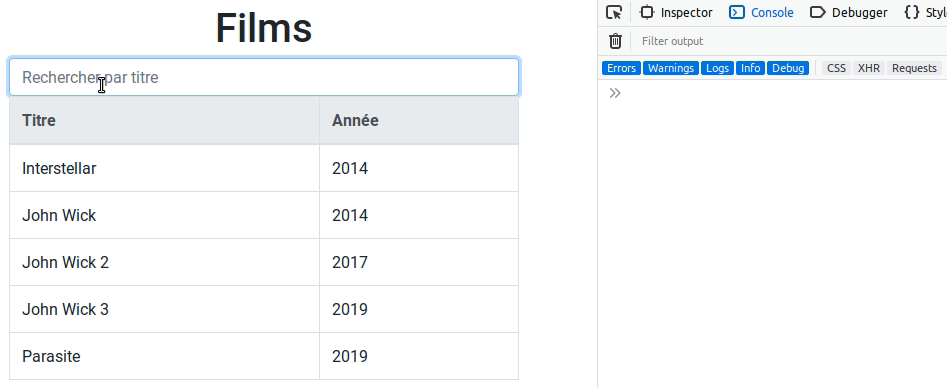 Films
Rechercher par titre
Titre Année
Interstellar 2014
John Wick 2014
John Wick 2 2017
John Wick 3 2019
Parasite 2019
Inspector Console Debugger {} Styl
Filter output
Errors Warnings Logs Info Debug CSS XHR Requests